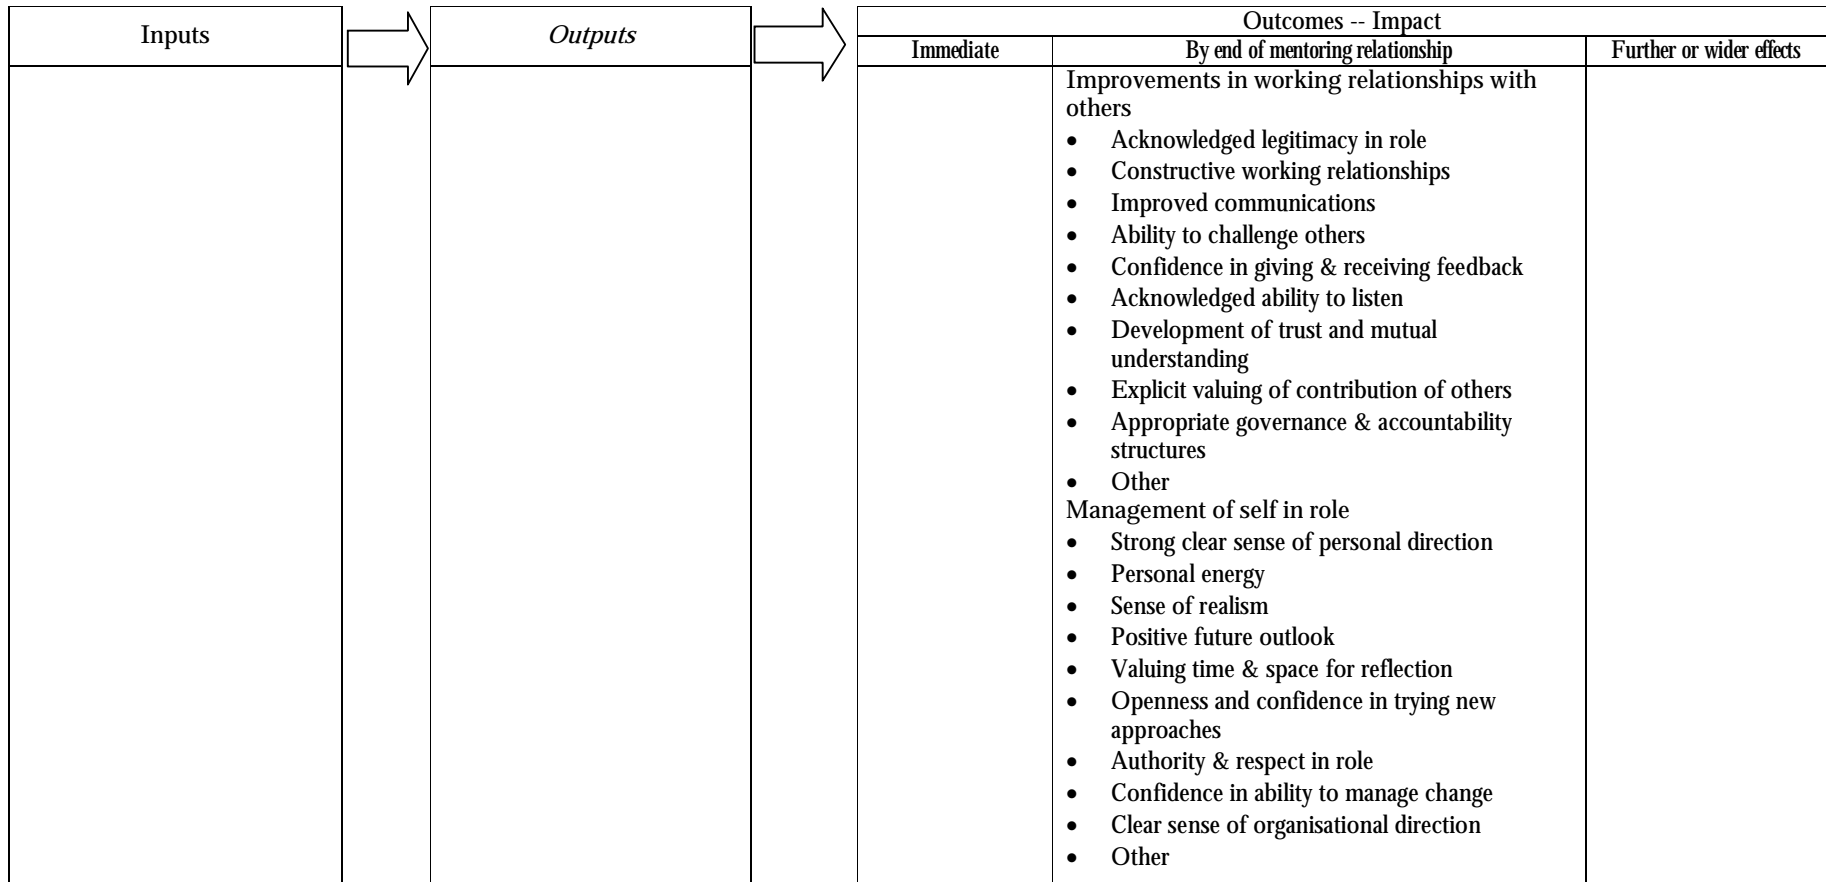 Inputs
Outputs
Outcomes -- Impact
Immediate
By end of mentoring relationship
Further or wider effects
Improvements in working relationships with
others
• Acknowledged legitimacy in role
• Constructive working relationships
• Improved communications
• Ability to challenge others
• Confidence in giving & receiving feedback
• Acknowledged ability to listen
• Development of trust and mutual
understanding
• Explicit valuing of contribution of others
• Appropriate governance & accountability
structures
• Other
Management of self in role
• Strong clear sense of personal direction
• Personal energy
• Sense of realism
• Positive future outlook
• Valuing time & space for reflection
• Openness and confidence in trying new
approaches
• Authority & respect in role
• Confidence in ability to manage change
• Clear sense of organisational direction
• Other